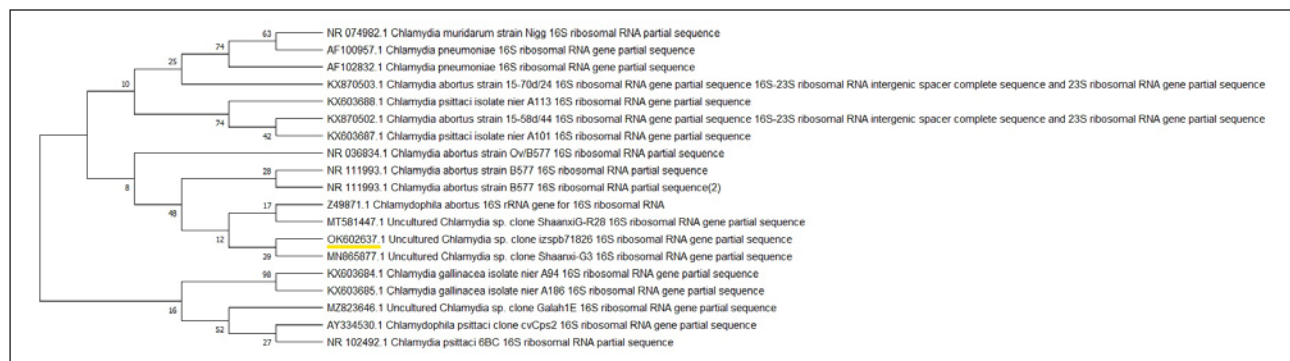 63
NR 074982.1 Chlamydia muridarum strain Nigg 16S ribosomal RNA partial sequence
74
AF100957.1 Chlamydia pneumoniae 16S ribosomal RNA gene partial sequence
25
AF102832.1 Chlamydia pneumoniae 16S ribosomal RNA gene partial sequence
10
KX870503.1 Chlamydia abortus strain 15-70d/24 16S ribosomal RNA gene partial sequence 16S-23S ribosomal RNA intergenic spacer complete sequence and 23S ribosomal RNA gene partial sequence
KX603688.1 Chlamydia psittaci isolate nier A113 16S ribosomal RNA gene partial sequence
74
KX870502.1 Chlamydia abortus strain 15-58d/44 16S ribosomal RNA gene partial sequence 16S-23S ribosomal RNA intergenic spacer complete sequence and 23S ribosomal RNA gene partial sequence
42
KX603687.1 Chlamydia psittaci isolate nier A101 16S ribosomal RNA gene partial sequence
NR 036834.1 Chlamydia abortus strain Ov/B577 16S ribosomal RNA partial sequence
28
NR 111993.1 Chlamydia abortus strain B577 16S ribosomal RNA partial sequence
8
NR 111993.1 Chlamydia abortus strain B577 16S ribosomal RNA partial sequence(2)
17
Z49871.1 Chlamydophila abortus 16S rRNA gene for 16S ribosomal RNA
48
MT581447.1 Uncultured Chlamydia sp. clone ShaanxiG-R28 16S ribosomal RNA gene partial sequence
12
OK602637.1 Uncultured Chlamydia sp. clone izspb71826 16S ribosomal RNA gene partial sequence
39
MN865877.1 Uncultured Chlamydia sp. clone Shaanxi-G3 16S ribosomal RNA gene partial sequence
98
KX603684.1 Chlamydia gallinacea isolate nier A94 16S ribosomal RNA gene partial sequence
KX603685.1 Chlamydia gallinacea isolate nier A186 16S ribosomal RNA gene partial sequence
16
MZ823646.1 Uncultured Chlamydia sp. clone Galah1E 16S ribosomal RNA gene partial sequence
52
AY334530.1 Chlamydophila psittaci clone cvCps2 16S ribosomal RNA gene partial sequence
27
NR 102492.1 Chlamydia psittaci 6BC 16S ribosomal RNA partial sequence